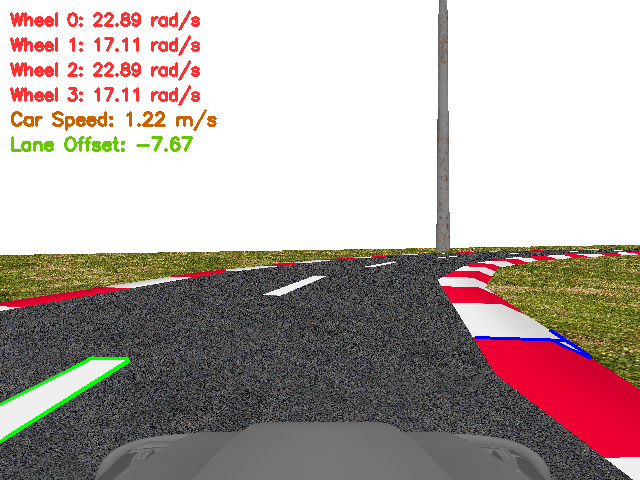 Wheel 0: 22.89 rad/s
Wheel 1: 17.11 rad/s
Wheel 2: 22.89 rad/s
Wheel 3: 17.11 rad/s
Car Speed: 1.22 m/s
Lane Offset: -7.67